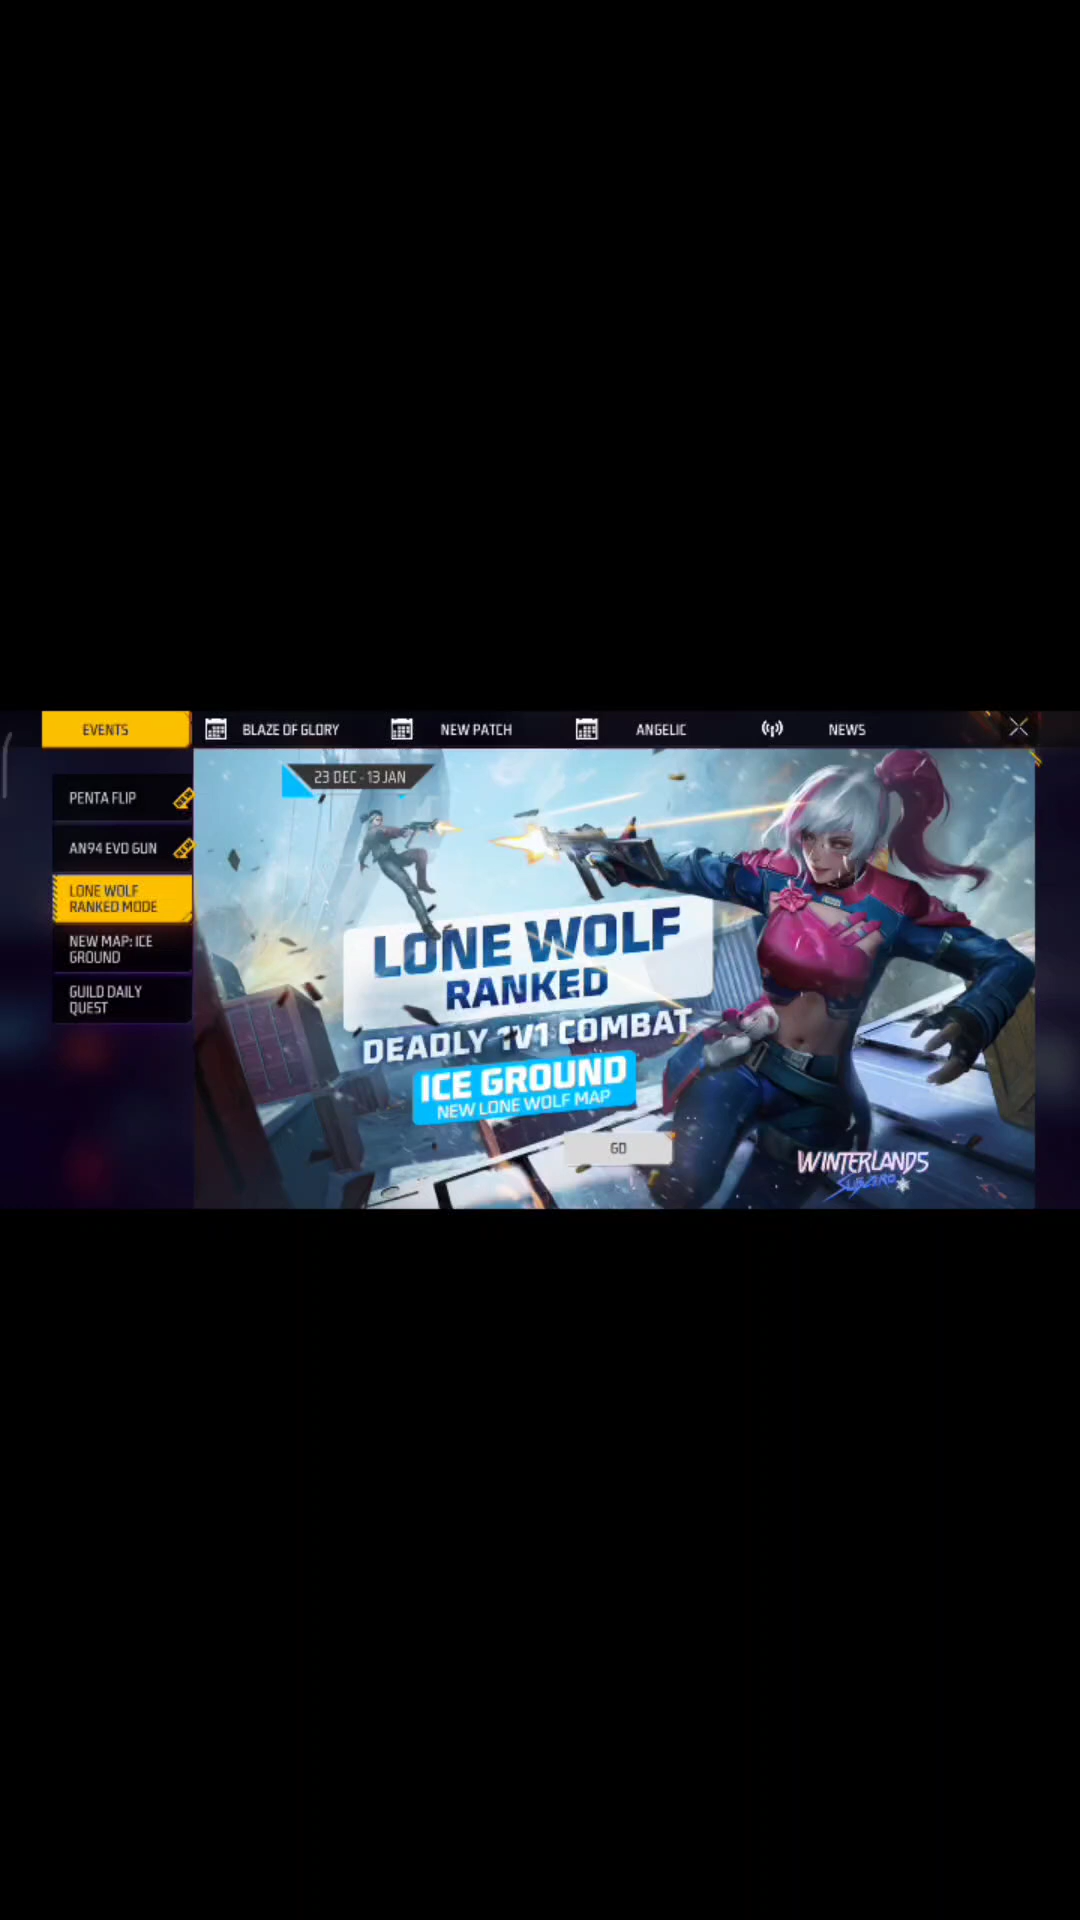 EVENTS
BLAZE OF GLORY
NEW PATCH
ANGELIC
NEWS
PENTA FLIP
AN94 EVO GUN
LONE WOLF
RANKED MODE
NEW MAP: ICE
GROUND
GUILD DAILY
QUEST
23 DEC - 13 JAN
LONE WOLF
RANKED
DEADLY 1V1 COMBAT
ICE GROUND
NEW LONE WOLF MAP
GO
WINTERLANDS
SUBZERO